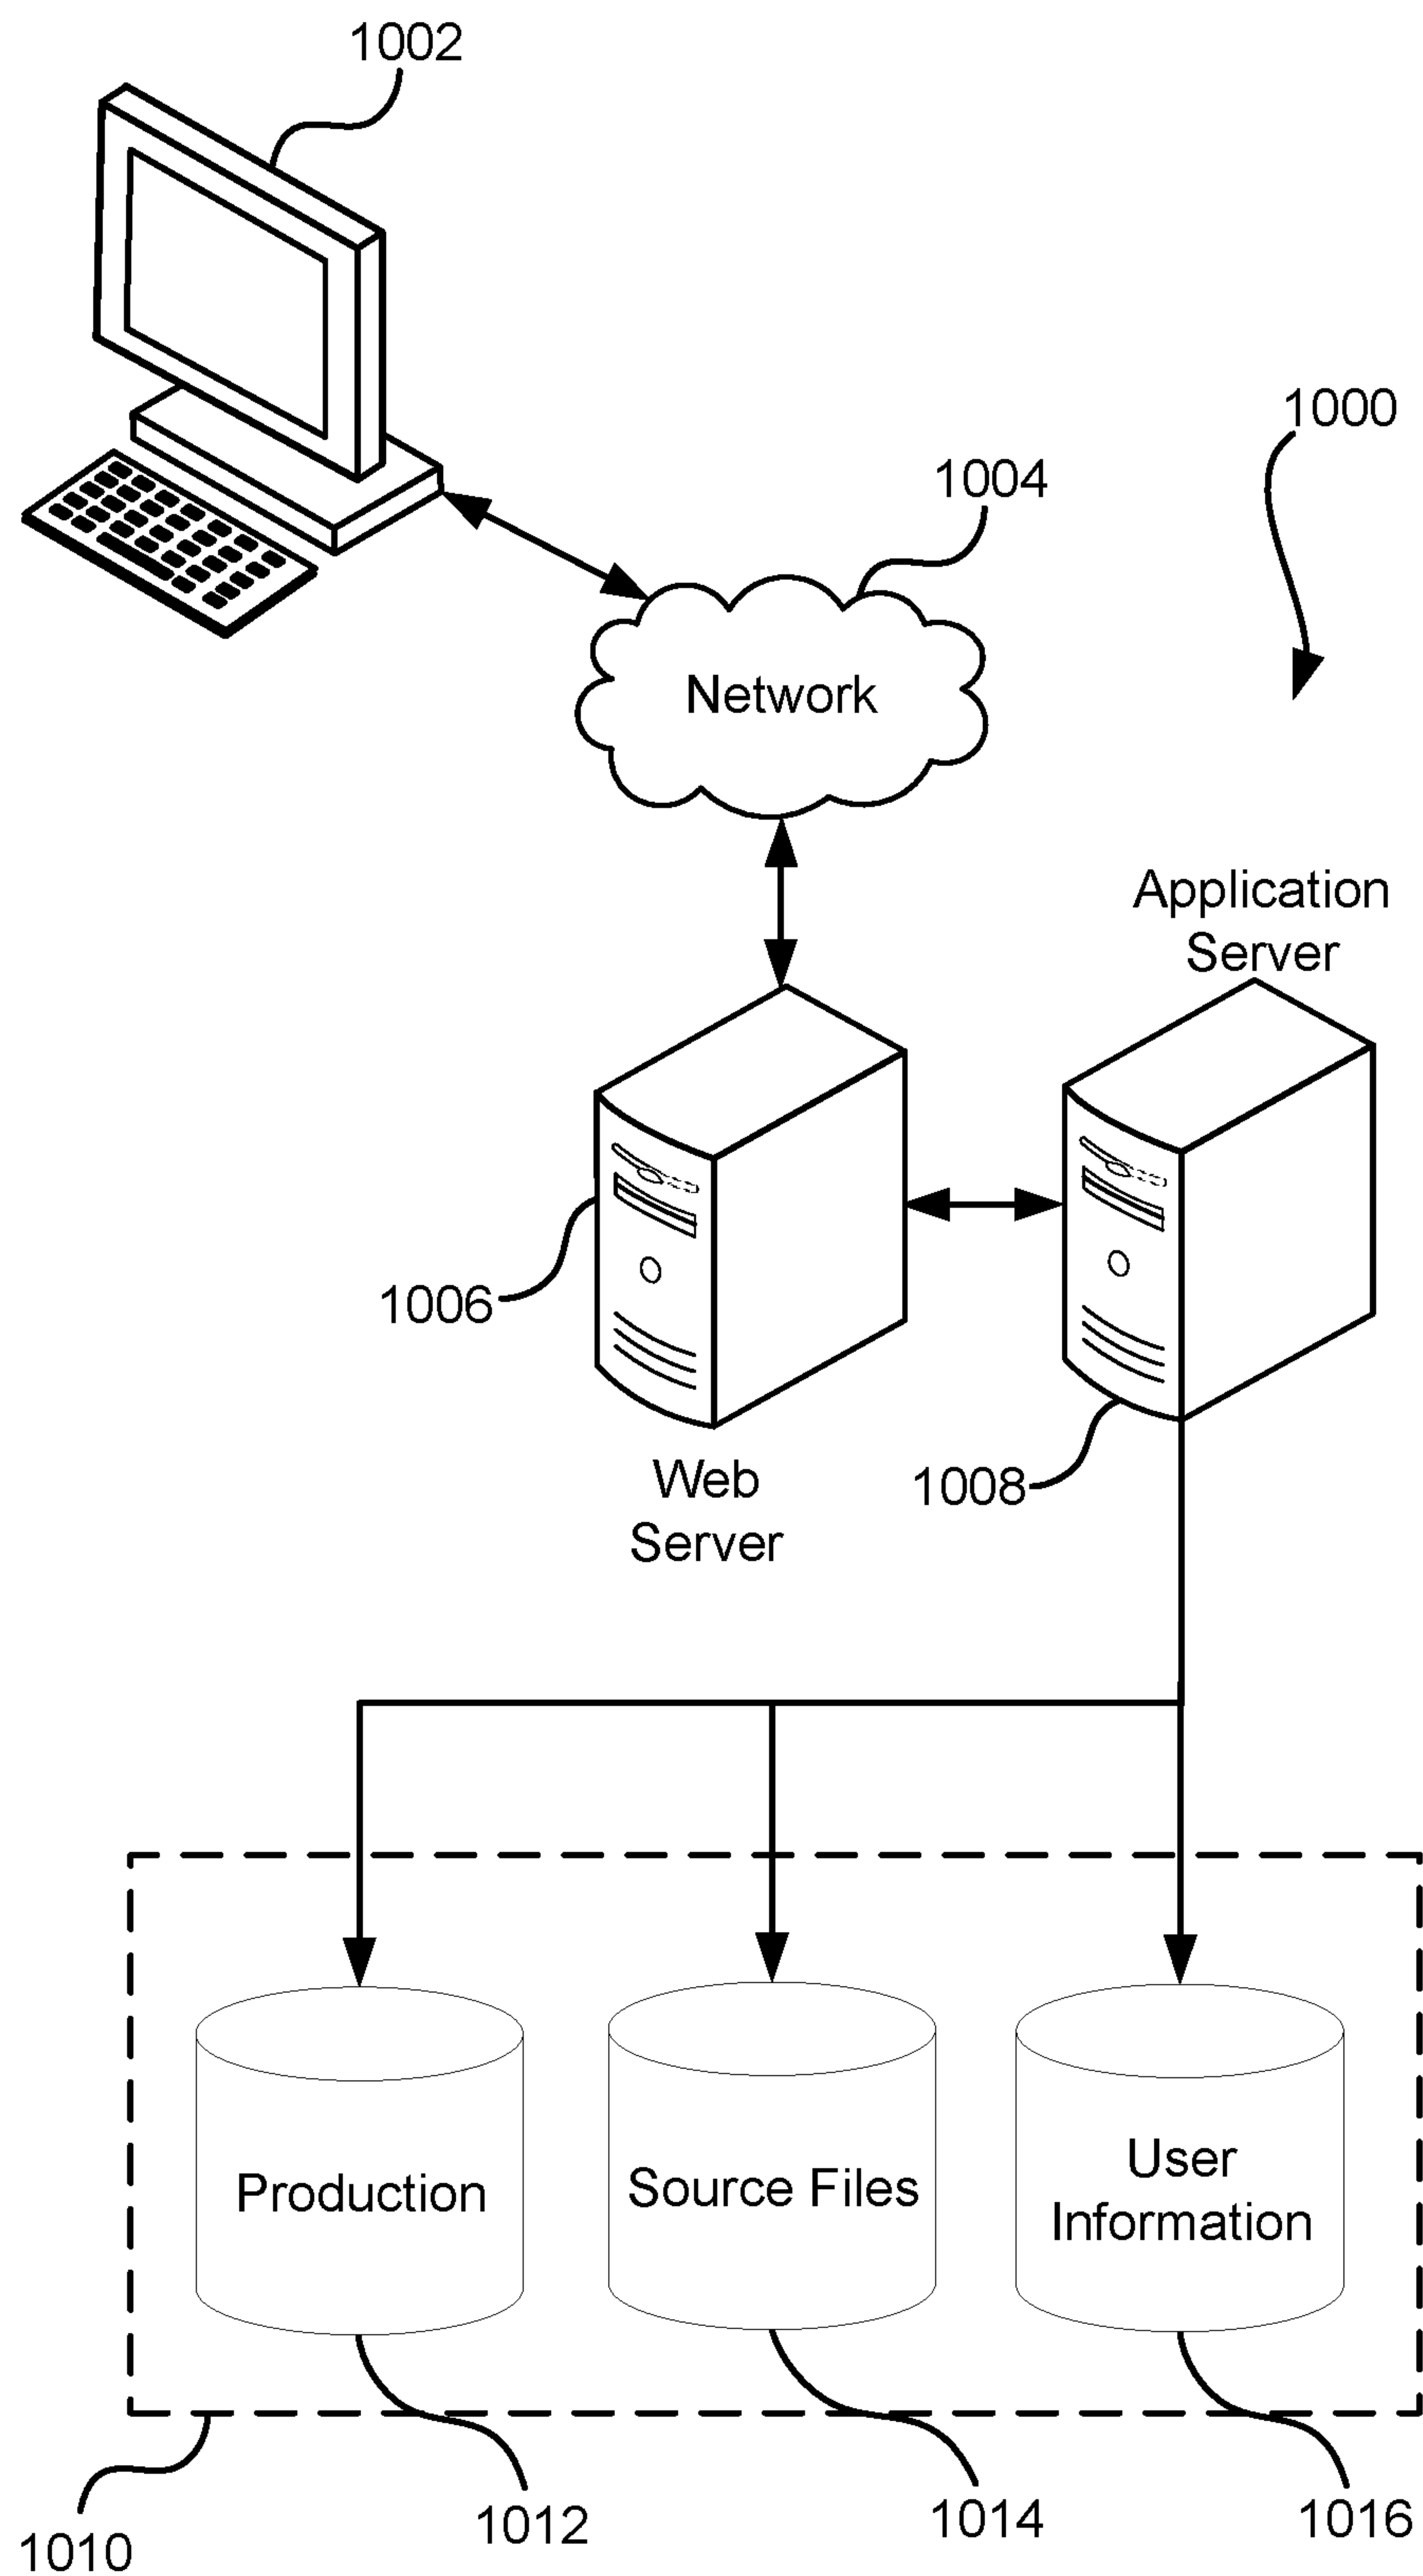 1002
1000
1004
Network
Application
Server
1006
Web
Server
1008
Production
Source Files
User
Information
1010
1012
1014
1016